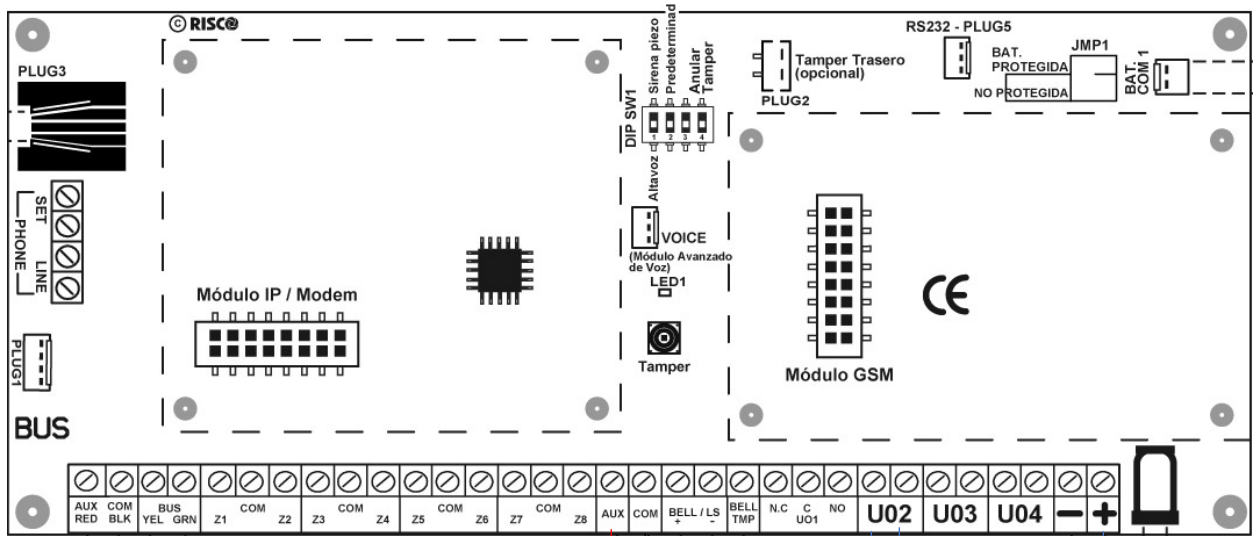 © RISCO
PLUG3
SET
LINE
PHONE
PLUG1
BUS
Módulo IP / Modem
Sirena piezo
Predeterminad
Anular
Tamper
DIP SW1
1 2 3 4
Altavoz
VOICE
(Módulo Avanzado
de Voz)
LED1
Tamper
Tamper Trasero
(opcional)
PLUG2
RS232 - PLUG5
BAT.
PROTEGIDA
NO PROTEGIDA
JMP1
BAT.
COM 1
Módulo GSM
CE
AUX COM BUS COM COM COM COM AUX COM BELL / LS BELL N.C C NO U02 U03 U04 − +
RED BLK YEL GRN Z1 Z2 Z3 Z4 Z5 Z6 Z7 Z8 + - TMP UO1